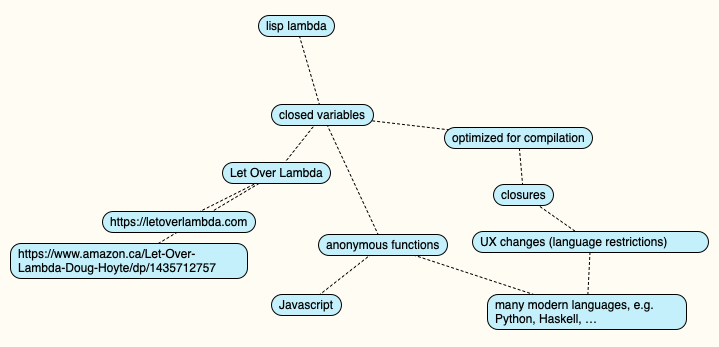 lisp lambda
closed variables
optimized for compilation
Let Over Lambda
closures
https://letoverlambda.com
anonymous functions
UX changes (language restrictions)
https://www.amazon.ca/Let-Over-
Lambda-Doug-Hoyte/dp/1435712757
Javascript
many modern languages, e.g.
Python, Haskell, ...